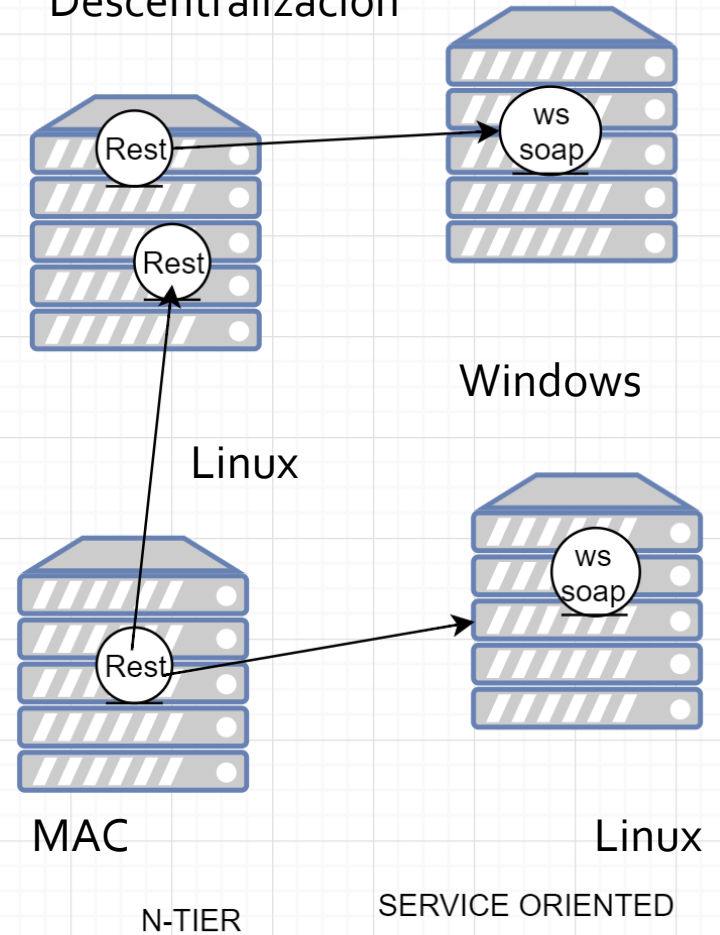 Descentralización
Rest
ws
soap
Rest
Windows
Linux
ws
soap
Rest
MAC
Linux
N-TIER
SERVICE ORIENTED